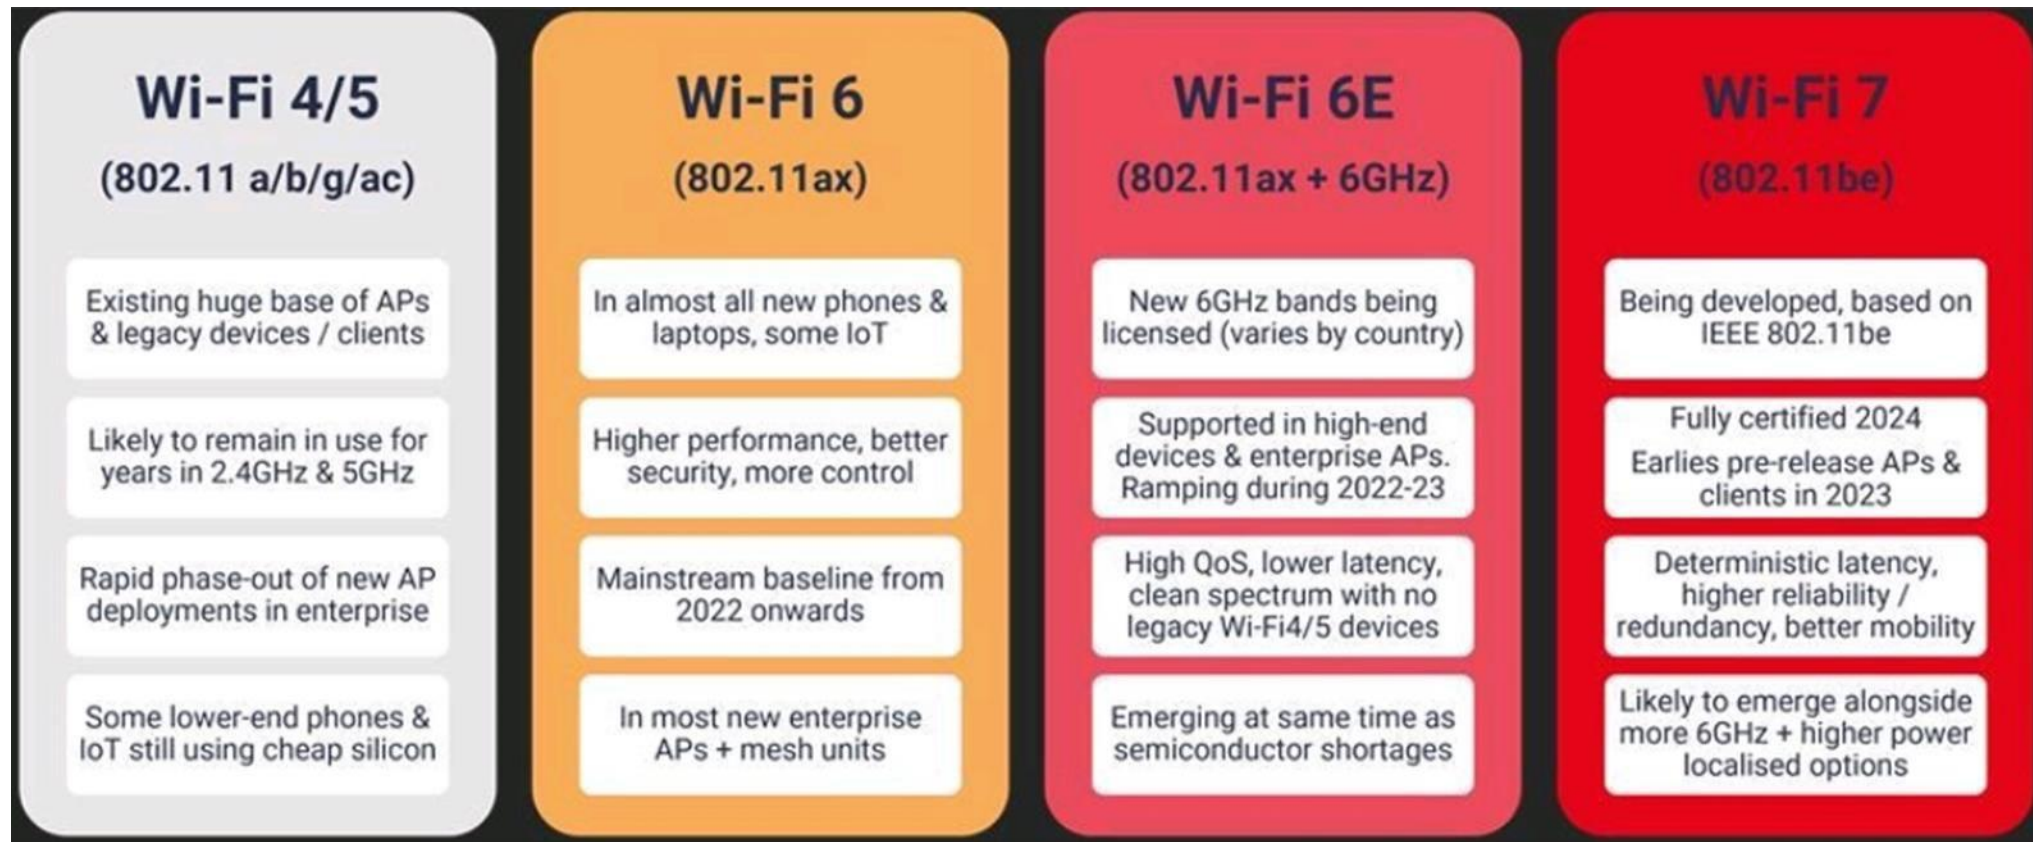 Wi-Fi 4/5
(802.11 a/b/g/ac)
Existing huge base of APs
& legacy devices / clients
Likely to remain in use for
years in 2.4GHz & 5GHz
Rapid phase-out of new AP
deployments in enterprise
Some lower-end phones &
IoT still using cheap silicon
Wi-Fi 6
(802.11ax)
In almost all new phones &
laptops, some IoT
Higher performance, better
security, more control
Mainstream baseline from
2022 onwards
In most new enterprise
APs + mesh units
Wi-Fi 6E
(802.11ax + 6GHz)
New 6GHz bands being
licensed (varies by country)
Supported in high-end
devices & enterprise APs.
Ramping during 2022-23
High QoS, lower latency,
clean spectrum with no
legacy Wi-Fi4/5 devices
Emerging at same time as
semiconductor shortages
Wi-Fi 7
(802.11be)
Being developed, based on
IEEE 802.11be
Fully certified 2024
Earlies pre-release APs &
clients in 2023
Deterministic latency,
higher reliability /
redundancy, better mobility
Likely to emerge alongside
more 6GHz + higher power
localised options